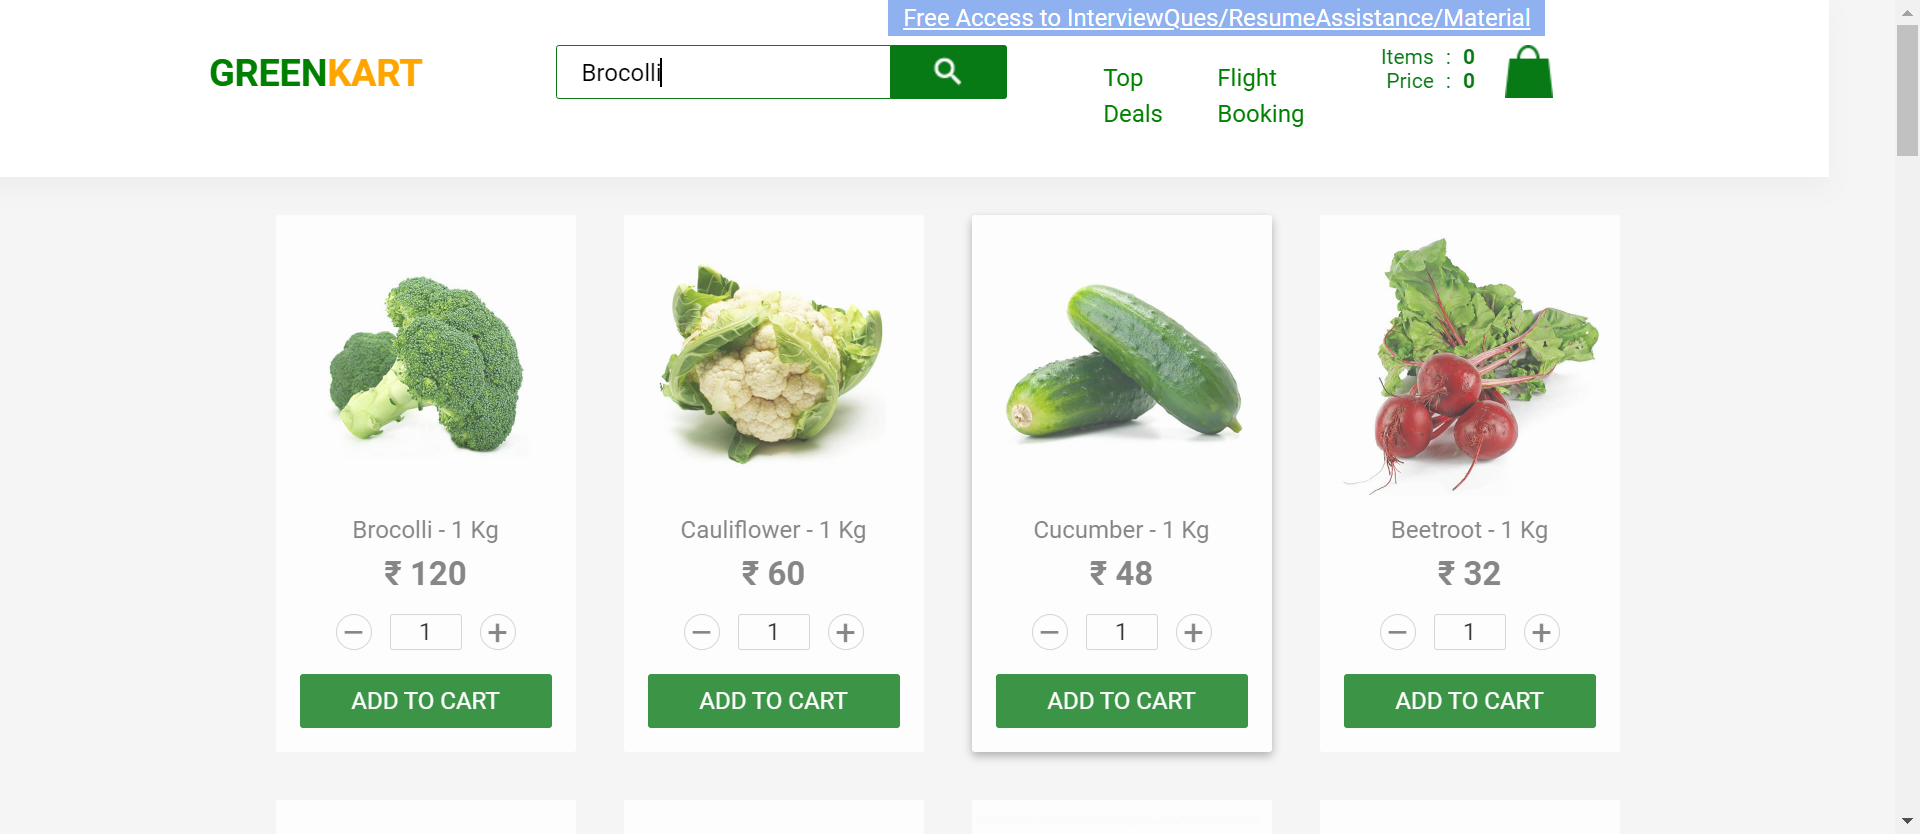 Free Access to InterviewQues/ResumeAssistance/Material
GREENKART
Brocolli
Top Deals
Flight Booking
Items : 0
Price : 0
Brocolli - 1 Kg
₹ 120
− 1 +
ADD TO CART
Cauliflower - 1 Kg
₹ 60
− 1 +
ADD TO CART
Cucumber - 1 Kg
₹ 48
− 1 +
ADD TO CART
Beetroot - 1 Kg
₹ 32
− 1 +
ADD TO CART